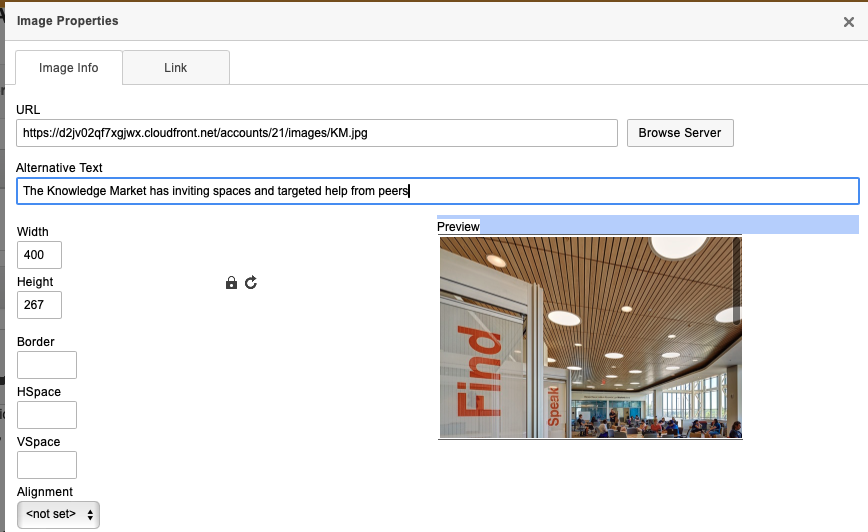 Image Properties
Image Info
Link
URL
https://d2jv02qf7xgjwx.cloudfront.net/accounts/21/images/KM.jpg
Browse Server
Alternative Text
The Knowledge Market has inviting spaces and targeted help from peers
Width
400
Height
267
Border
HSpace
VSpace
Alignment
<not set>
Preview
Find
Speak